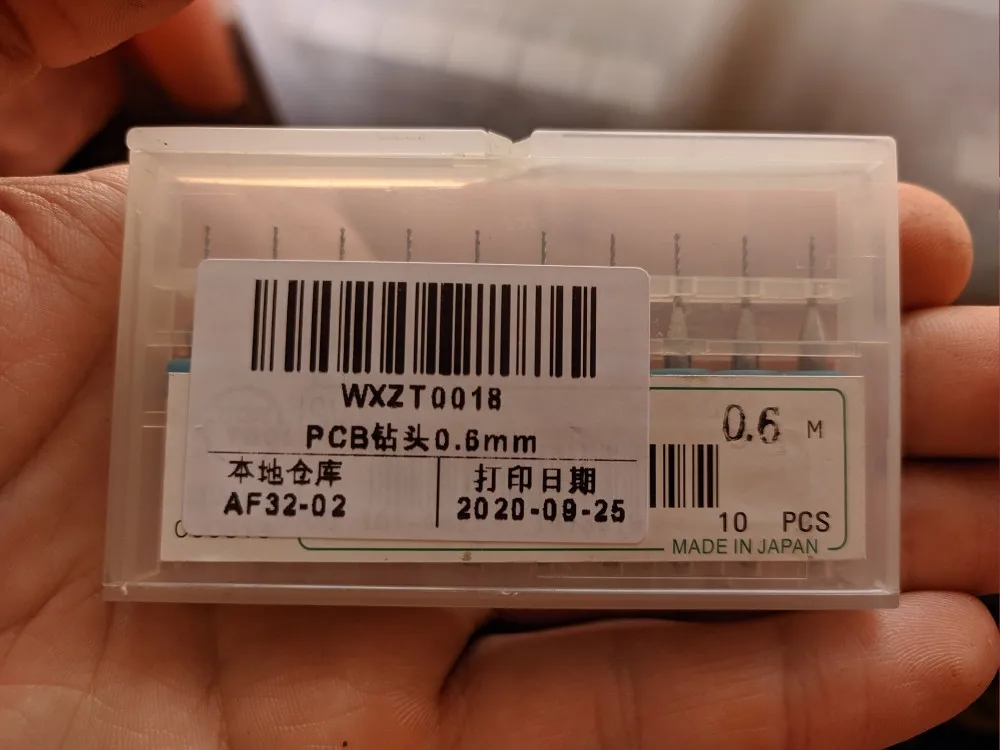 WXZT0018
PCB钻头0.6mm
本地仓库
AF32-02
打印日期
2020-09-25
0.6 M
10 PCS
MADE IN JAPAN